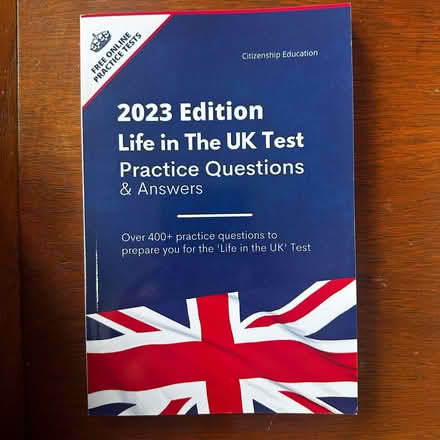 FREE ONLINE
PRACTICE TESTS
Citizenship Education
2023 Edition
Life in The UK Test
Practice Questions
& Answers
Over 400+ practice questions to
prepare you for the 'Life in the UK' Test